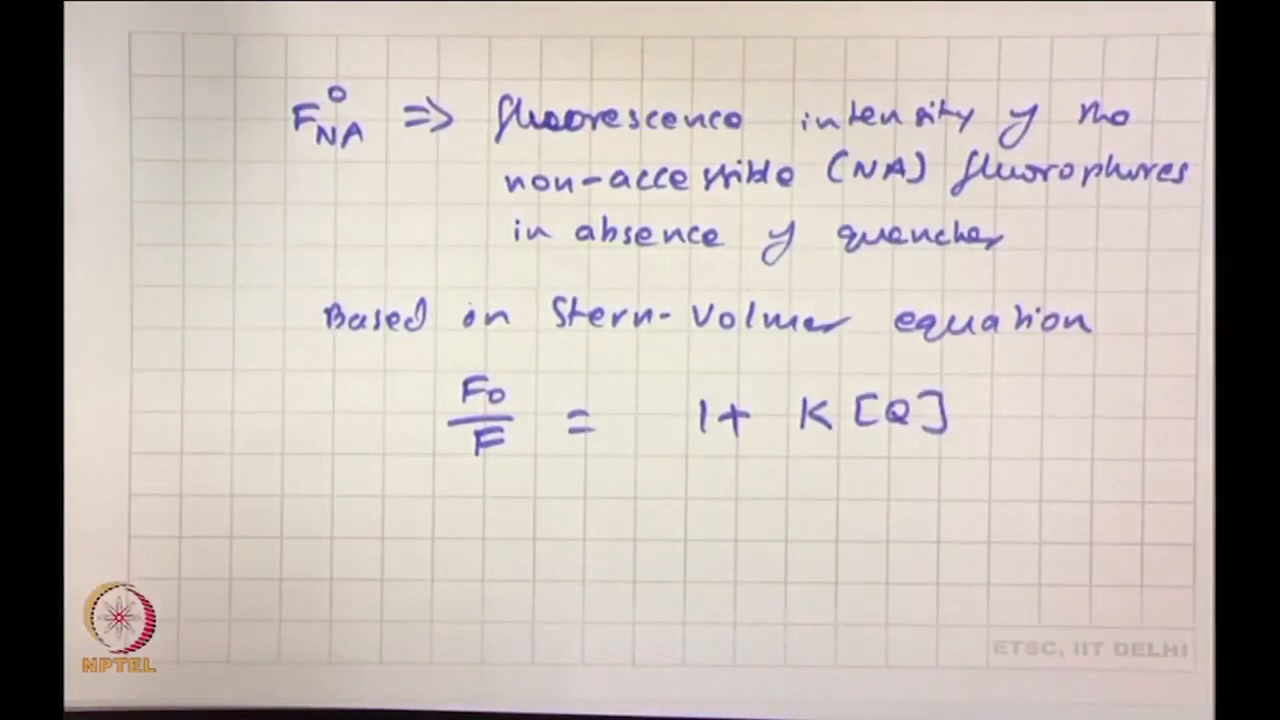 F⁰NA ⇒ fluorescence intensity of the
non-accessible (NA) fluorophores
in absence of quencher
Based on Stern-Volmer equation
F₀/F = 1 + K [Q]
NPTEL
ETSC, IIT DELHI